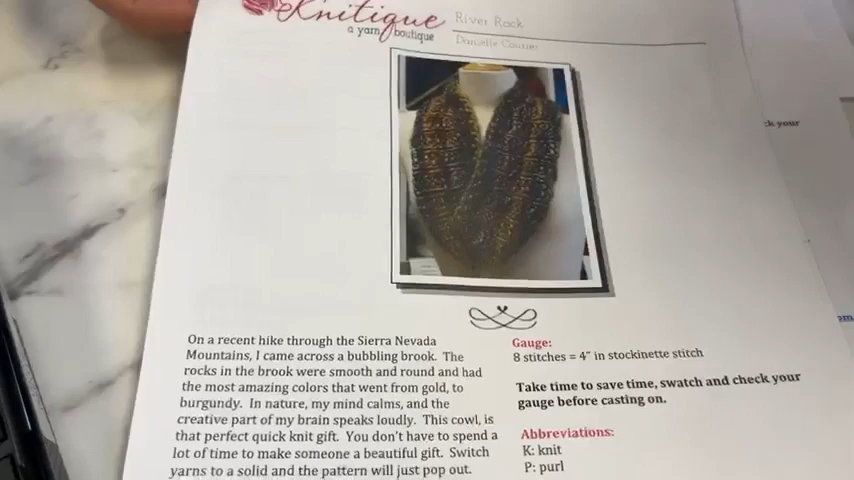 Knitique
a yarn boutique
River Rock
Danielle
On a recent hike through the Sierra Nevada
Mountains, I came across a bubbling brook. The
rocks in the brook were smooth and round and had
the most amazing colors that went from gold, to
burgundy. In nature, my mind calms, and the
creative part of my brain speaks loudly. This cowl, is
that perfect quick knit gift. You don't have to spend a
lot of time to make someone a beautiful gift. Switch
yarns to a solid and the pattern will just pop out.
Gauge:
8 stitches = 4" in stockinette stitch
Take time to save time, swatch and check your
gauge before casting on.
Abbreviations:
K: knit
P: purl
ck your